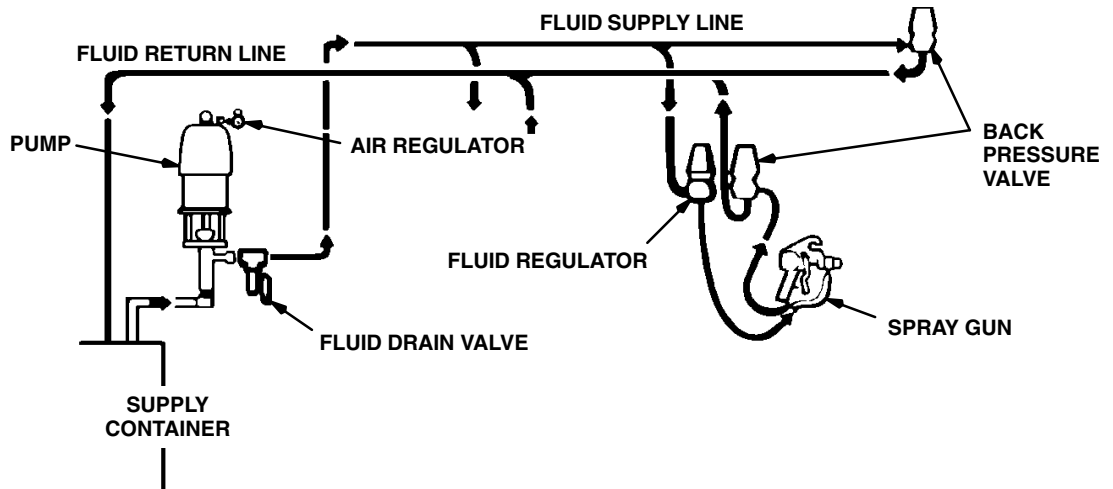 FLUID SUPPLY LINE
FLUID RETURN LINE
PUMP
AIR REGULATOR
BACK
PRESSURE
VALVE
FLUID REGULATOR
SPRAY GUN
FLUID DRAIN VALVE
SUPPLY
CONTAINER